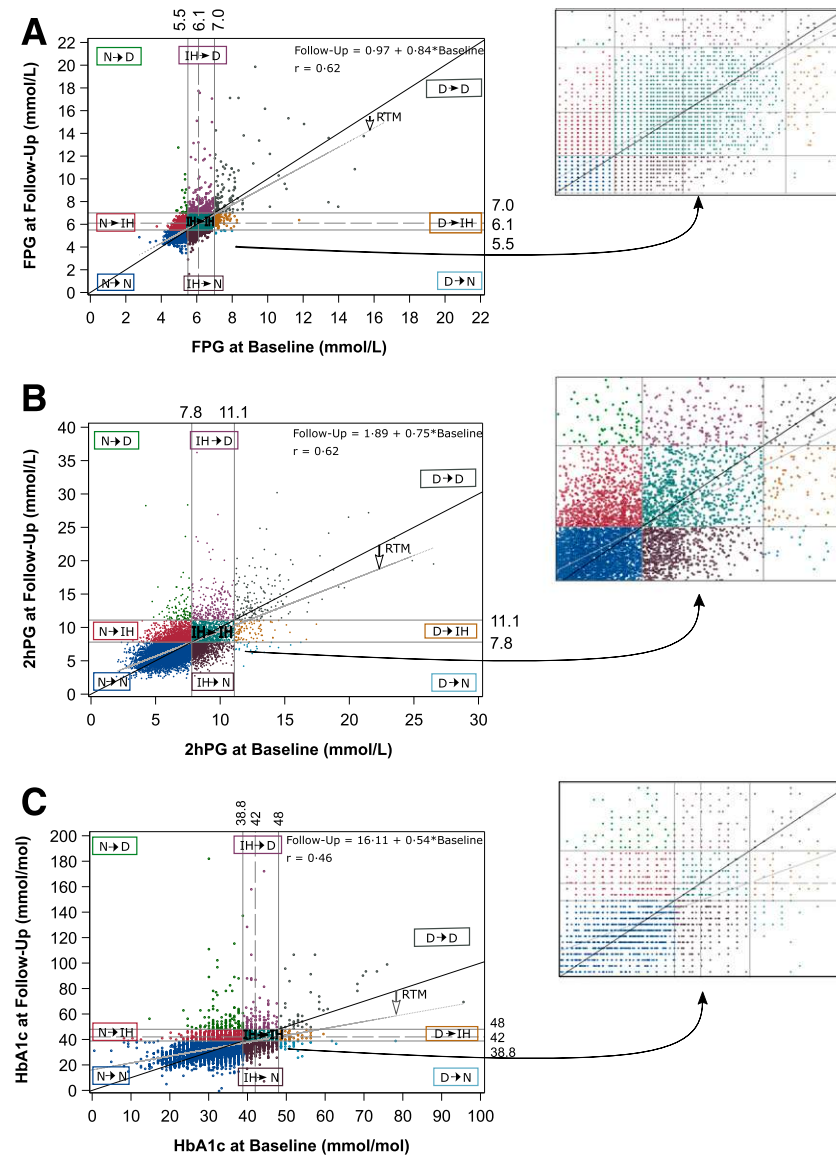 A
5.5
6.1
7.0
N→D
IH→D
Follow-Up = 0·97 + 0·84*Baseline
r = 0·62
D→D
RTM
N→IH
IH→IH
D→IH
7.0
6.1
5.5
N→N
IH→N
D→N
22
20
18
16
14
12
10
8
6
4
2
0
FPG at Follow-Up (mmol/L)
0 2 4 6 8 10 12 14 16 18 20 22
FPG at Baseline (mmol/L)
B
7.8 11.1
N→D
IH→D
Follow-Up = 1·89 + 0·75*Baseline
r = 0·62
D→D
RTM
N→IH
IH→IH
D→IH
11.1
7.8
N→N
IH→N
D→N
40
35
30
25
20
15
10
5
0
2hPG at Follow-Up (mmol/L)
0 5 10 15 20 25 30
2hPG at Baseline (mmol/L)
C
38.8
42
48
N→D
IH→D
Follow-Up = 16·11 + 0·54*Baseline
r = 0·46
D→D
RTM
N→IH
IH→IH
D→IH
48
42
38.8
N→N
IH→N
D→N
200
180
160
140
120
100
80
60
40
20
0
HbA1c at Follow-Up (mmol/mol)
0 10 20 30 40 50 60 70 80 90 100
HbA1c at Baseline (mmol/mol)